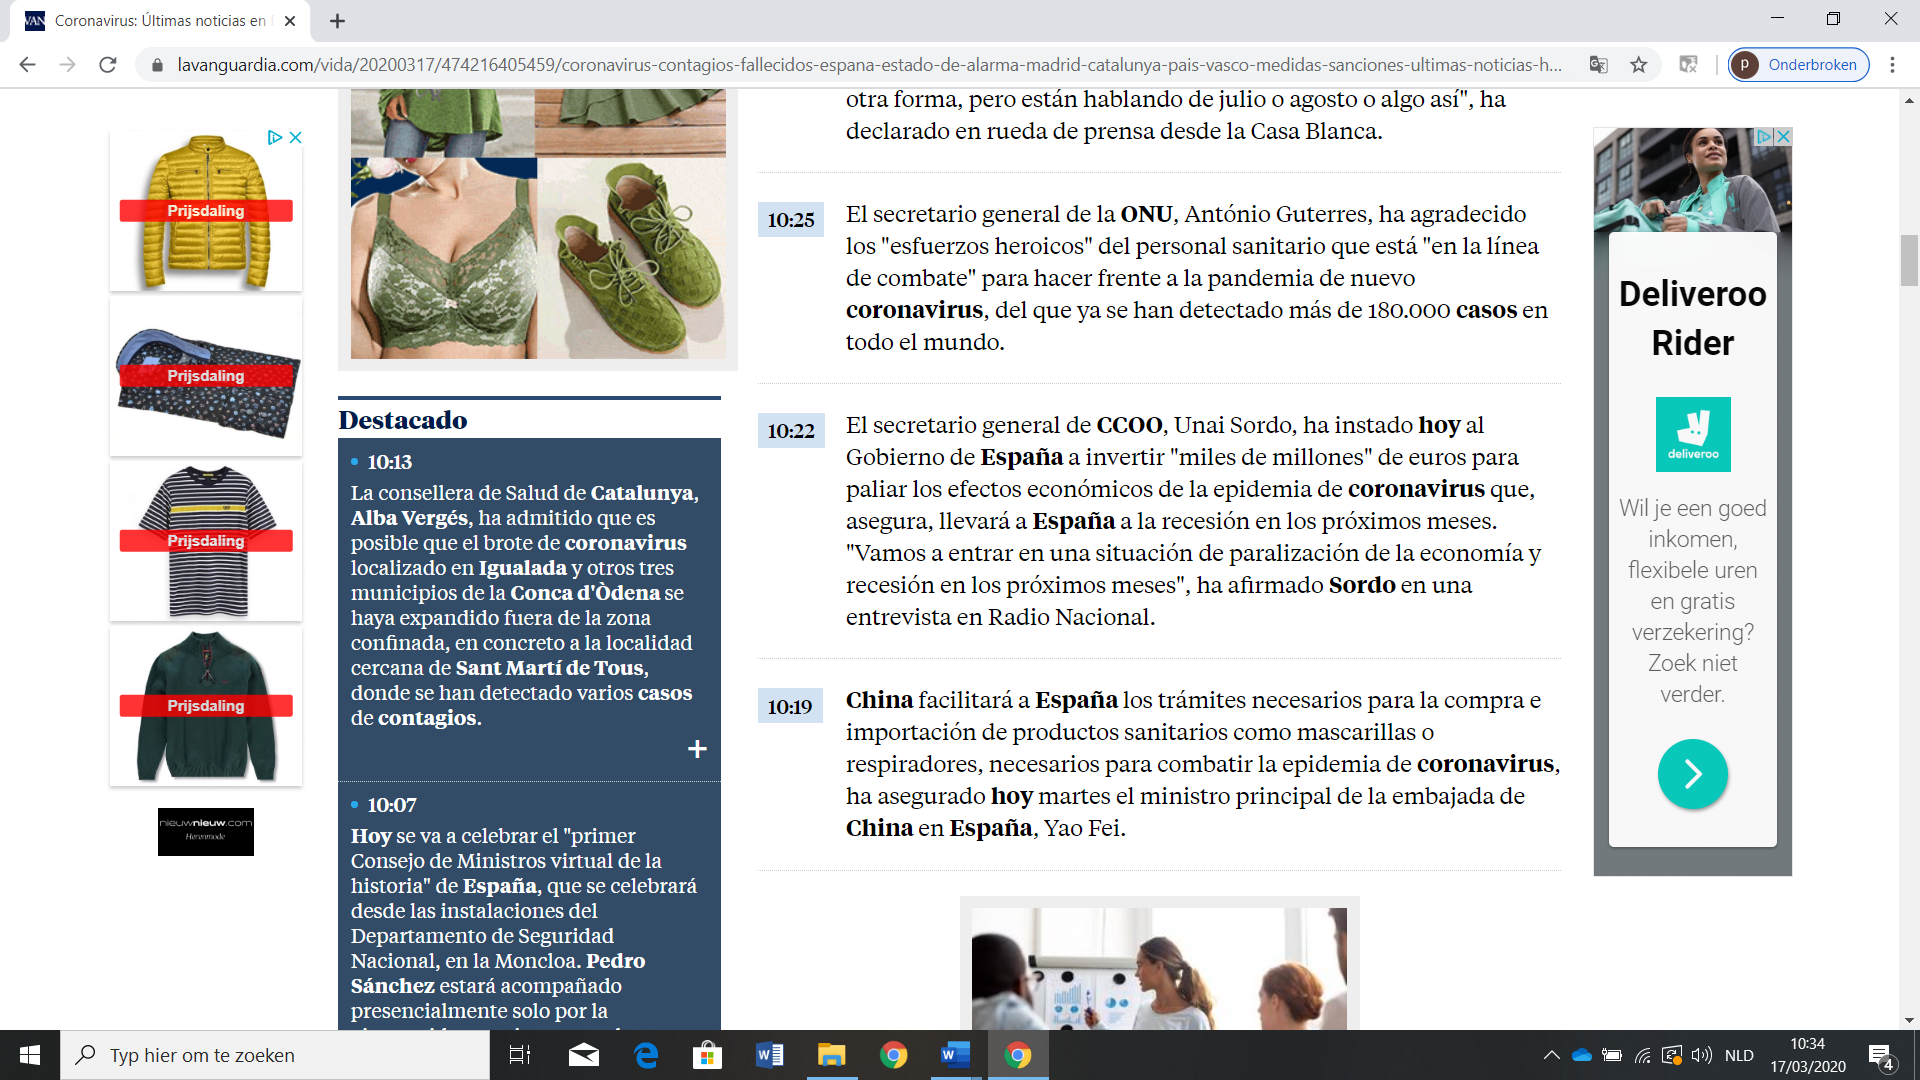 Coronavirus: Últimas noticias en
lavanguardia.com/vida/20200317/474216405459/coronavirus-contagios-fallecidos-espana-estado-de-alarma-madrid-catalunya-pais-vasco-medidas-sanciones-ultimas-noticias-h...
p Onderbroken
Prijsdaling
Prijsdaling
Prijsdaling
Prijsdaling
nieuwnieuw.com
Herenmode
Destacado
10:13
La consellera de Salud de Catalunya,
Alba Vergés, ha admitido que es
posible que el brote de coronavirus
localizado en Igualada y otros tres
municipios de la Conca d'Òdena se
haya expandido fuera de la zona
confinada, en concreto a la localidad
cercana de Sant Martí de Tous,
donde se han detectado varios casos
de contagios.
+
10:07
Hoy se va a celebrar el "primer
Consejo de Ministros virtual de la
historia" de España, que se celebrará
desde las instalaciones del
Departamento de Seguridad
Nacional, en la Moncloa. Pedro
Sánchez estará acompañado
presencialmente solo por la
otra forma, pero están hablando de julio o agosto o algo así", ha
declarado en rueda de prensa desde la Casa Blanca.
10:25
El secretario general de la ONU, António Guterres, ha agradecido
los "esfuerzos heroicos" del personal sanitario que está "en la línea
de combate" para hacer frente a la pandemia de nuevo
coronavirus, del que ya se han detectado más de 180.000 casos en
todo el mundo.
10:22
El secretario general de CCOO, Unai Sordo, ha instado hoy al
Gobierno de España a invertir "miles de millones" de euros para
paliar los efectos económicos de la epidemia de coronavirus que,
asegura, llevará a España a la recesión en los próximos meses.
"Vamos a entrar en una situación de paralización de la economía y
recesión en los próximos meses", ha afirmado Sordo en una
entrevista en Radio Nacional.
10:19
China facilitará a España los trámites necesarios para la compra e
importación de productos sanitarios como mascarillas o
respiradores, necesarios para combatir la epidemia de coronavirus,
ha asegurado hoy martes el ministro principal de la embajada de
China en España, Yao Fei.
Deliveroo
Rider
deliveroo
Wil je een goed
inkomen,
flexibele uren
en gratis
verzekering?
Zoek niet
verder.
Typ hier om te zoeken
NLD
10:34
17/03/2020
4